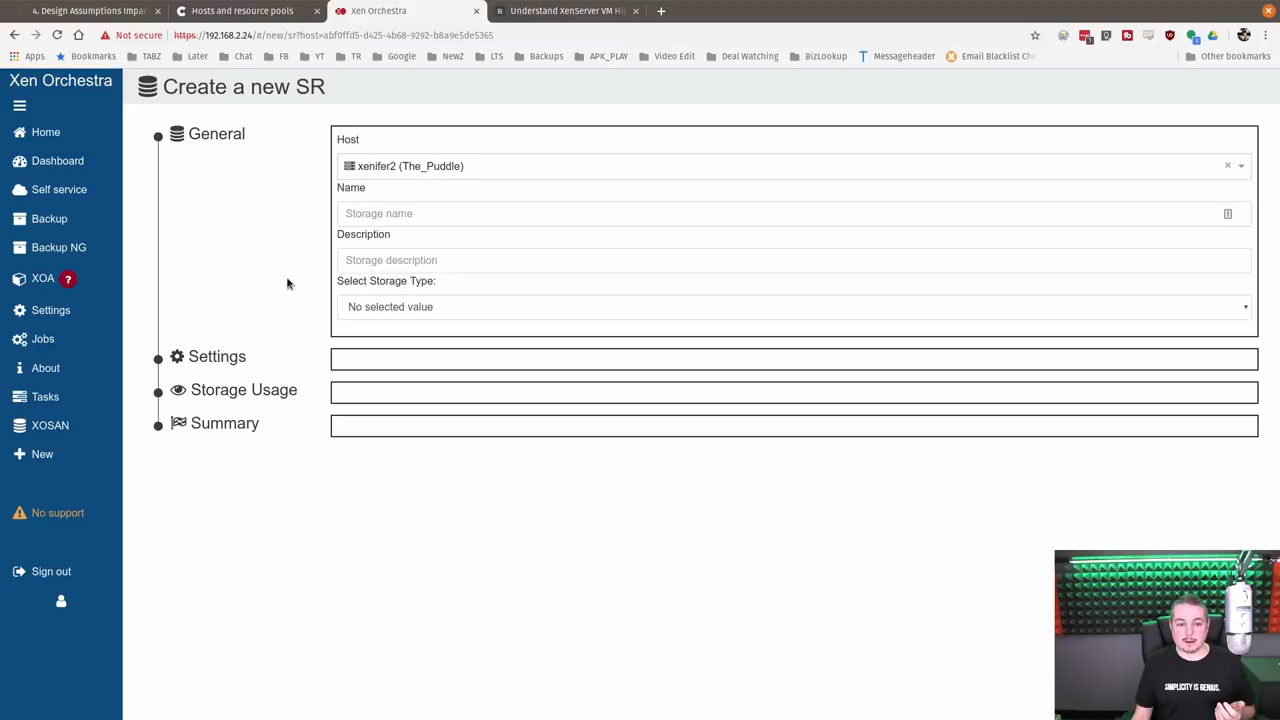 4. Design Assumptions Impac
Hosts and resource pools
Xen Orchestra
Understand XenServer VM Hi
Not secure
https://192.168.2.24/#/new/sr?host=abf0ffd5-d425-4b68-9292-b8a9e5de5365
Apps
Bookmarks
TABZ
Later
Chat
FB
YT
TR
Google
NewZ
LTS
Backups
APK_PLAY
Video Edit
Deal Watching
BizLookup
Messageheader
Email Blacklist Che
Other bookmarks
Xen Orchestra
Home
Dashboard
Self service
Backup
Backup NG
XOA ?
Settings
Jobs
About
Tasks
XOSAN
New
No support
Sign out
Create a new SR
General
Host
xenifer2 (The_Puddle)
Name
Storage name
Description
Storage description
Select Storage Type:
No selected value
Settings
Storage Usage
Summary
SIMPLICITY IS GENIUS.